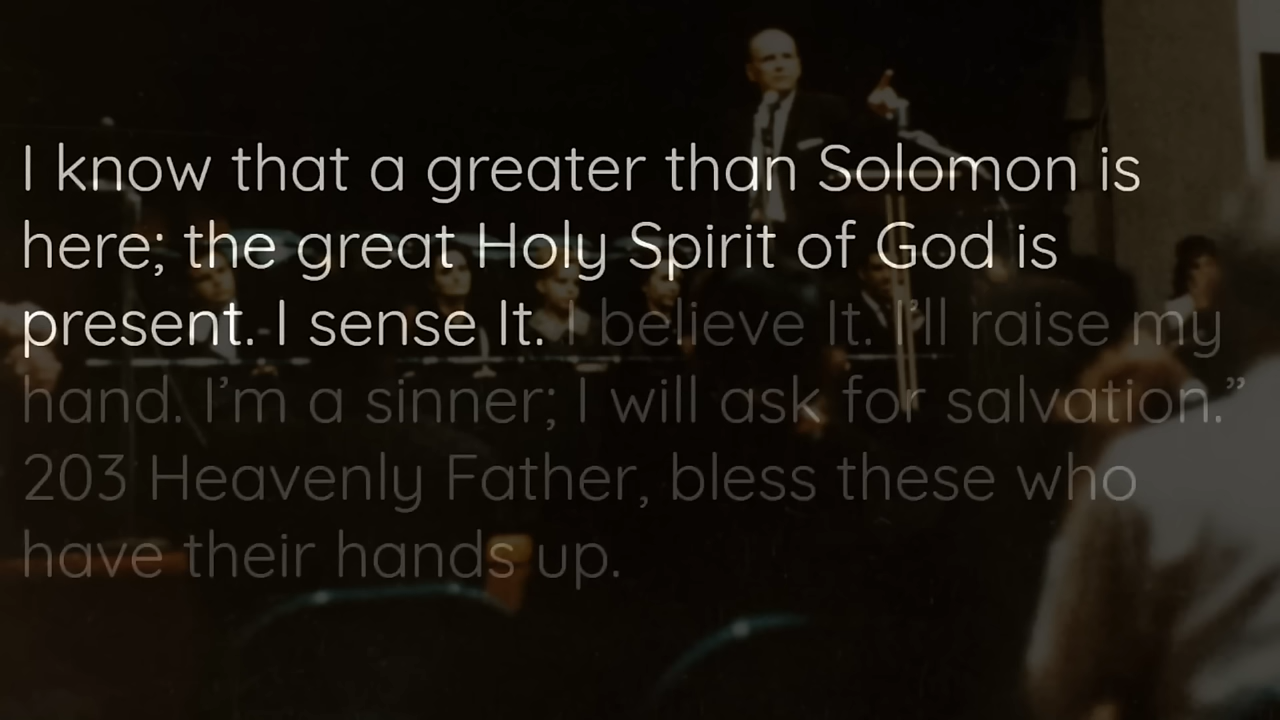 I know that a greater than Solomon is
here; the great Holy Spirit of God is
present. I sense It. I believe It. I’ll raise my
hand. I’m a sinner; I will ask for salvation.”
203 Heavenly Father, bless these who
have their hands up.